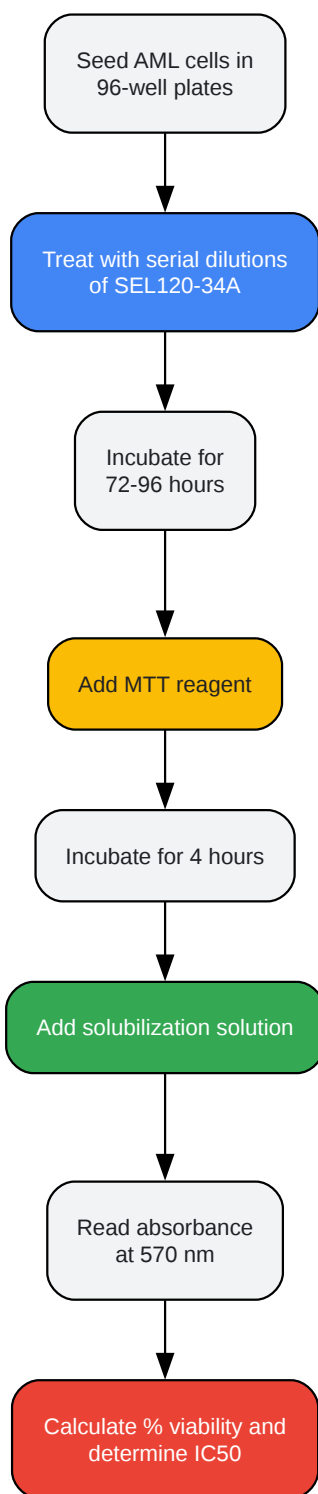 Seed AML cells in
96-well plates
Treat with serial dilutions
of SEL120-34A
Incubate for
72-96 hours
Add MTT reagent
Incubate for 4 hours
Add solubilization solution
Read absorbance
at 570 nm
Calculate % viability and
determine IC50